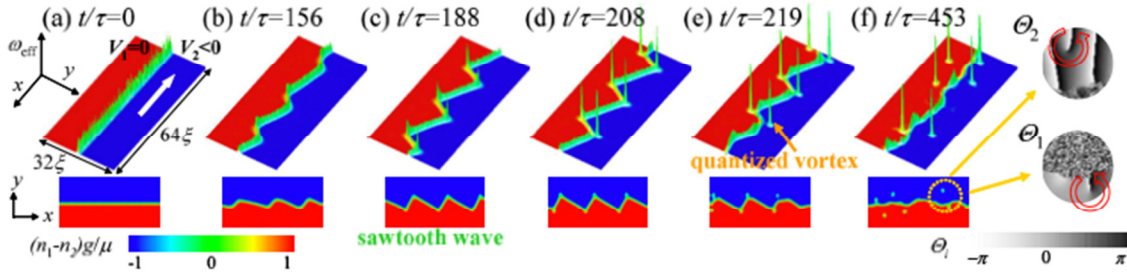 (a) t/τ=0
(b) t/τ=156
(c) t/τ=188
(d) t/τ=208
(e) t/τ=219
(f) t/τ=453
ω_eff
V₁=0
V₂<0
y
x
64ξ
32ξ
Θ₂
Θ₁
quantized vortex
y
x
sawtooth wave
(n₁-n₂)g/μ
-1 0 1
Θ_i
-π 0 π